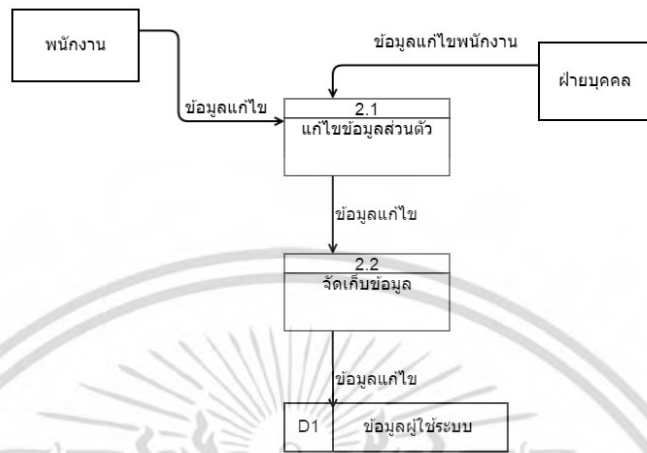 พนักงาน
ข้อมูลแก้ไขพนักงาน
ฝ่ายบุคคล
ข้อมูลแก้ไข
2.1
แก้ไขข้อมูลส่วนตัว
ข้อมูลแก้ไข
2.2
จัดเก็บข้อมูล
ข้อมูลแก้ไข
D1 ข้อมูลผู้ใช้ระบบ